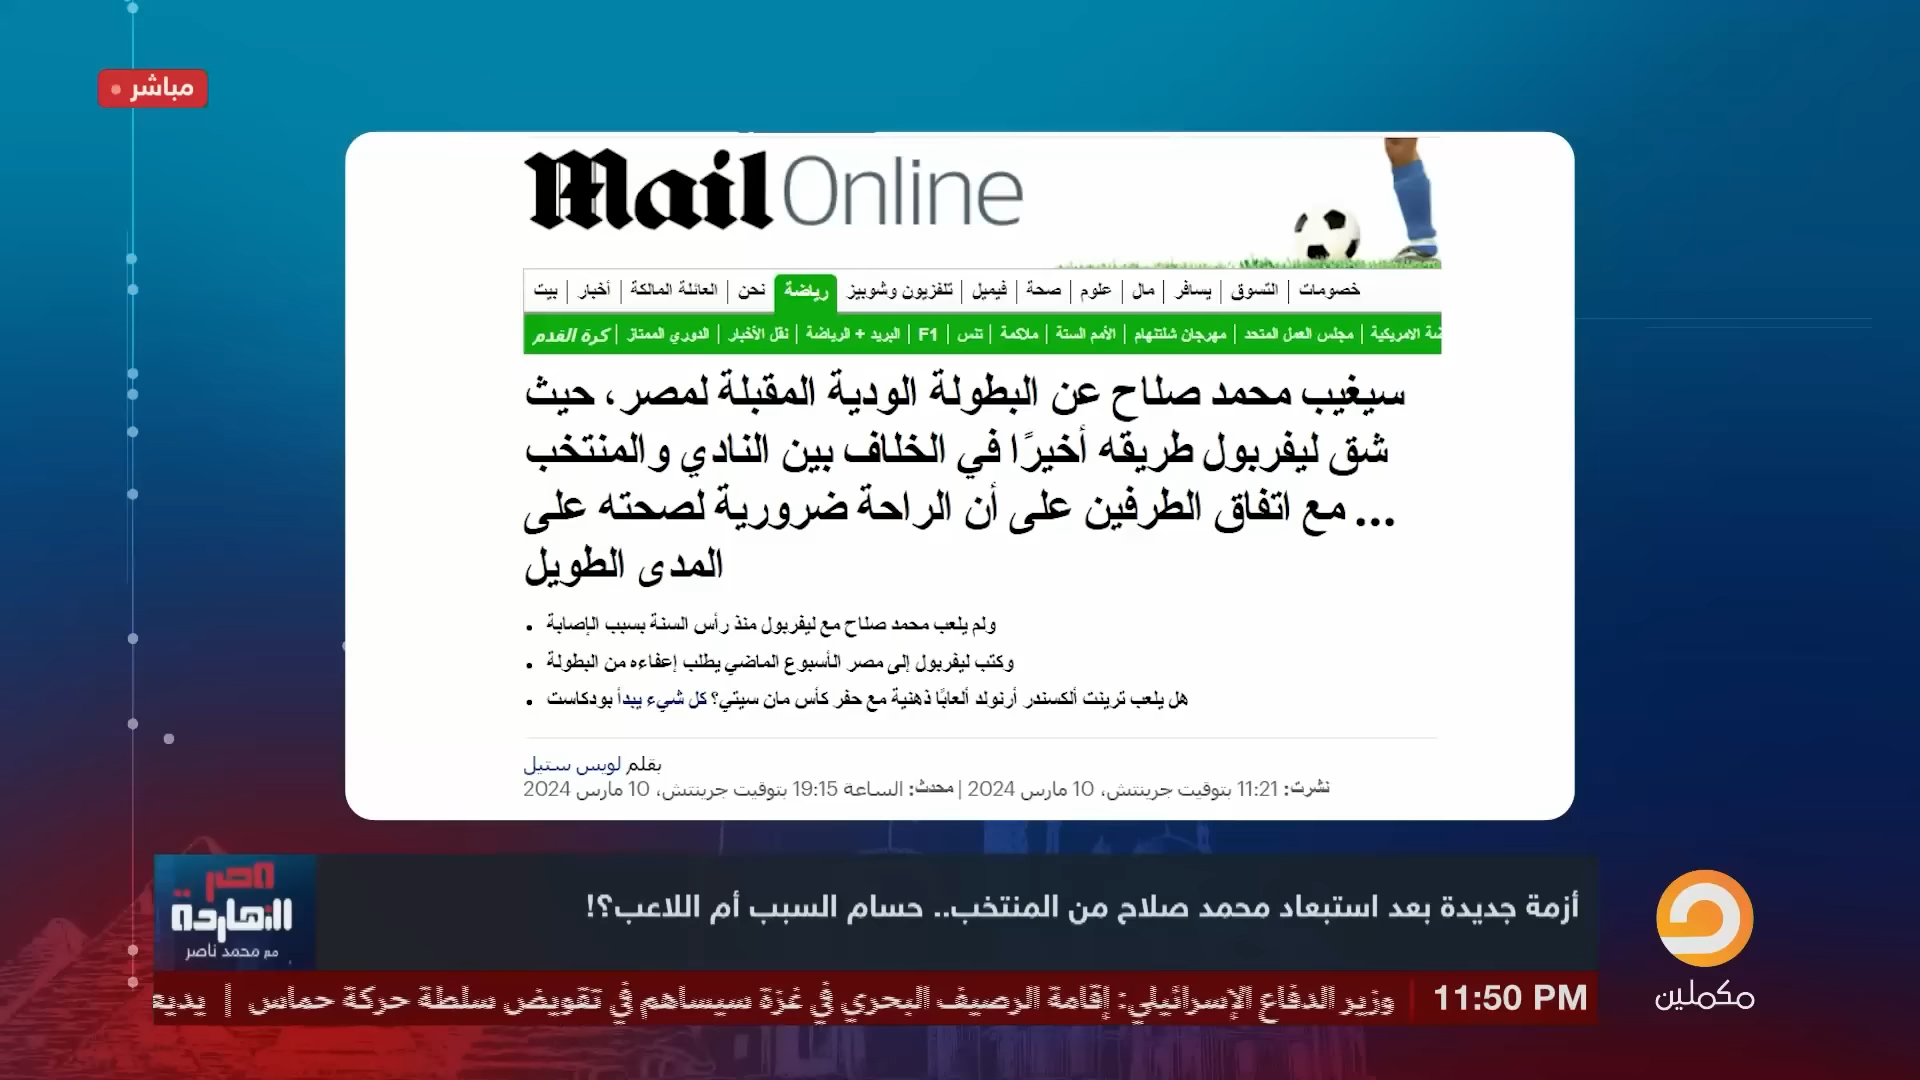 مباشر
Mail Online
بيت | أخبار | العائلة المالكة | نحن | رياضة | تلفزيون وشوبيز | فيميل | صحة | علوم | مال | يسافر | التسوق | خصومات
كرة القدم | الدوري الممتاز | نقل الأخبار | البريد + الرياضة | F1 | تنس | ملاكمة | الأمم الستة | مهرجان شلتنهام | مجلس العمل المتحد | ضة الامريكية
سيغيب محمد صلاح عن البطولة الودية المقبلة لمصر، حيث
شق ليفربول طريقه أخيرًا في الخلاف بين النادي والمنتخب
... مع اتفاق الطرفين على أن الراحة ضرورية لصحته على
المدى الطويل
• ولم يلعب محمد صلاح مع ليفربول منذ رأس السنة بسبب الإصابة
• وكتب ليفربول إلى مصر الأسبوع الماضي يطلب إعفاءه من البطولة
• هل يلعب ترينت ألكسندر أرنولد ألعابًا ذهنية مع حفر كأس مان سيتي؟ كل شيء يبدأ بودكاست
بقلم لويس ستيل
نشرت: 11:21 بتوقيت جرينتش، 10 مارس 2024 | محدث: الساعة 19:15 بتوقيت جرينتش، 10 مارس 2024
مصر
النهاردة
مع محمد ناصر
أزمة جديدة بعد استبعاد محمد صلاح من المنتخب.. حسام السبب أم اللاعب؟!
11:50 PM
وزير الدفاع الإسرائيلي: إقامة الرصيف البحري في غزة سيساهم في تقويض سلطة حركة حماس |
مكملين